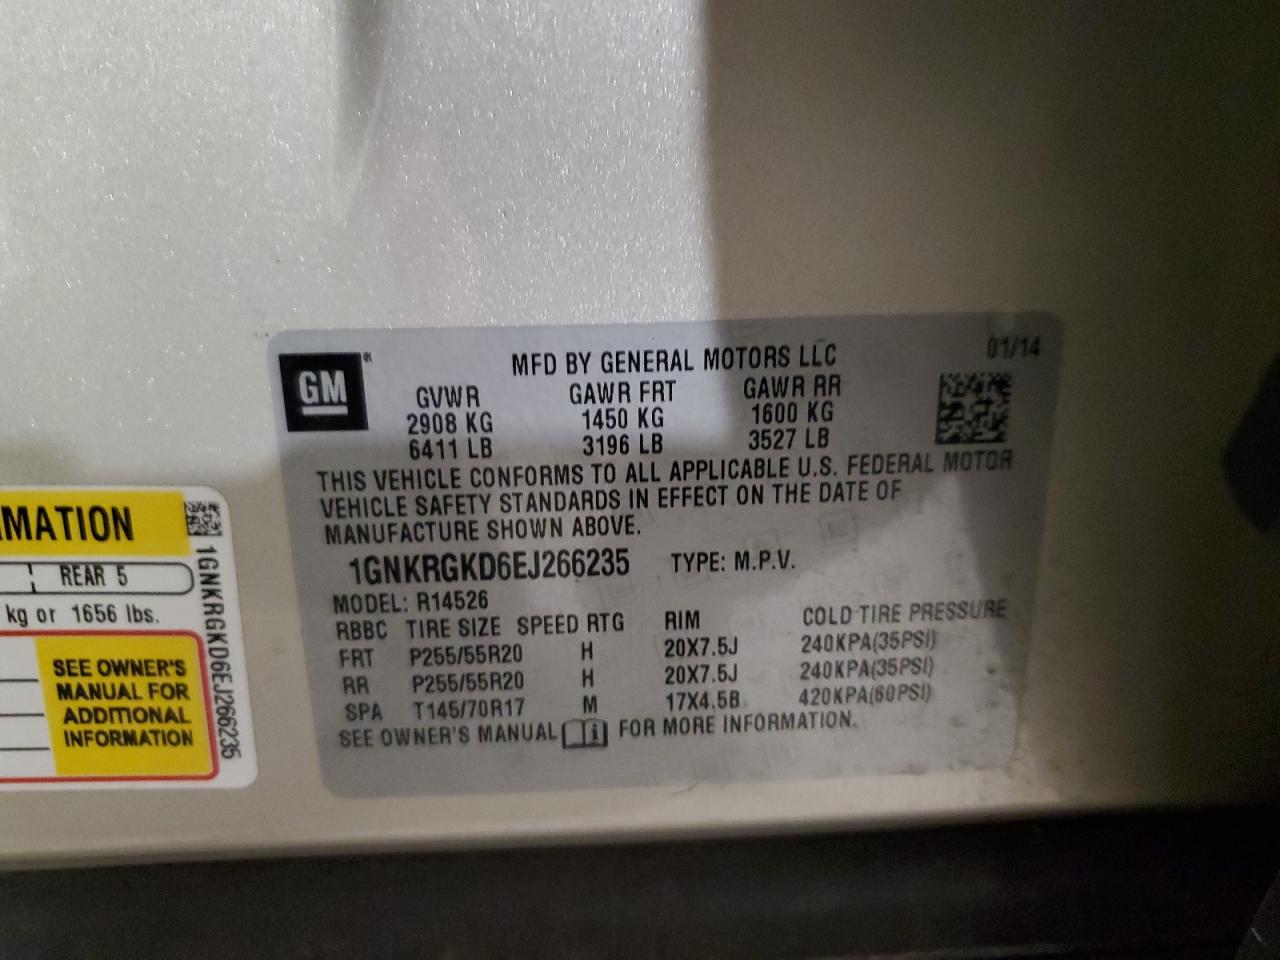 MFD BY GENERAL MOTORS LLC 01/14
GM ®
GVWR GAWR FRT GAWR RR
2908 KG 1450 KG 1600 KG
6411 LB 3196 LB 3527 LB
THIS VEHICLE CONFORMS TO ALL APPLICABLE U.S. FEDERAL MOTOR
VEHICLE SAFETY STANDARDS IN EFFECT ON THE DATE OF
MANUFACTURE SHOWN ABOVE.
1GNKRGKD6EJ266235 TYPE: M.P.V.
MODEL: R14526
RBBC TIRE SIZE SPEED RTG RIM COLD TIRE PRESSURE
FRT P255/55R20 H 20X7.5J 240KPA(35PSI)
RR P255/55R20 H 20X7.5J 240KPA(35PSI)
SPA T145/70R17 M 17X4.5B 420KPA(60PSI)
SEE OWNER'S MANUAL FOR MORE INFORMATION.
MATION
REAR 5
kg or 1656 lbs.
SEE OWNER'S
MANUAL FOR
ADDITIONAL
INFORMATION
1GNKRGKD6EJ266235